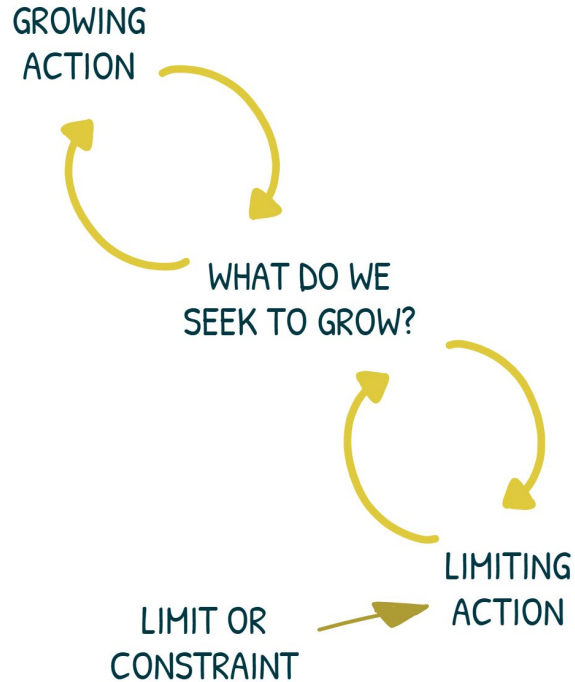 GROWING
ACTION
WHAT DO WE
SEEK TO GROW?
LIMITING
ACTION
LIMIT OR
CONSTRAINT